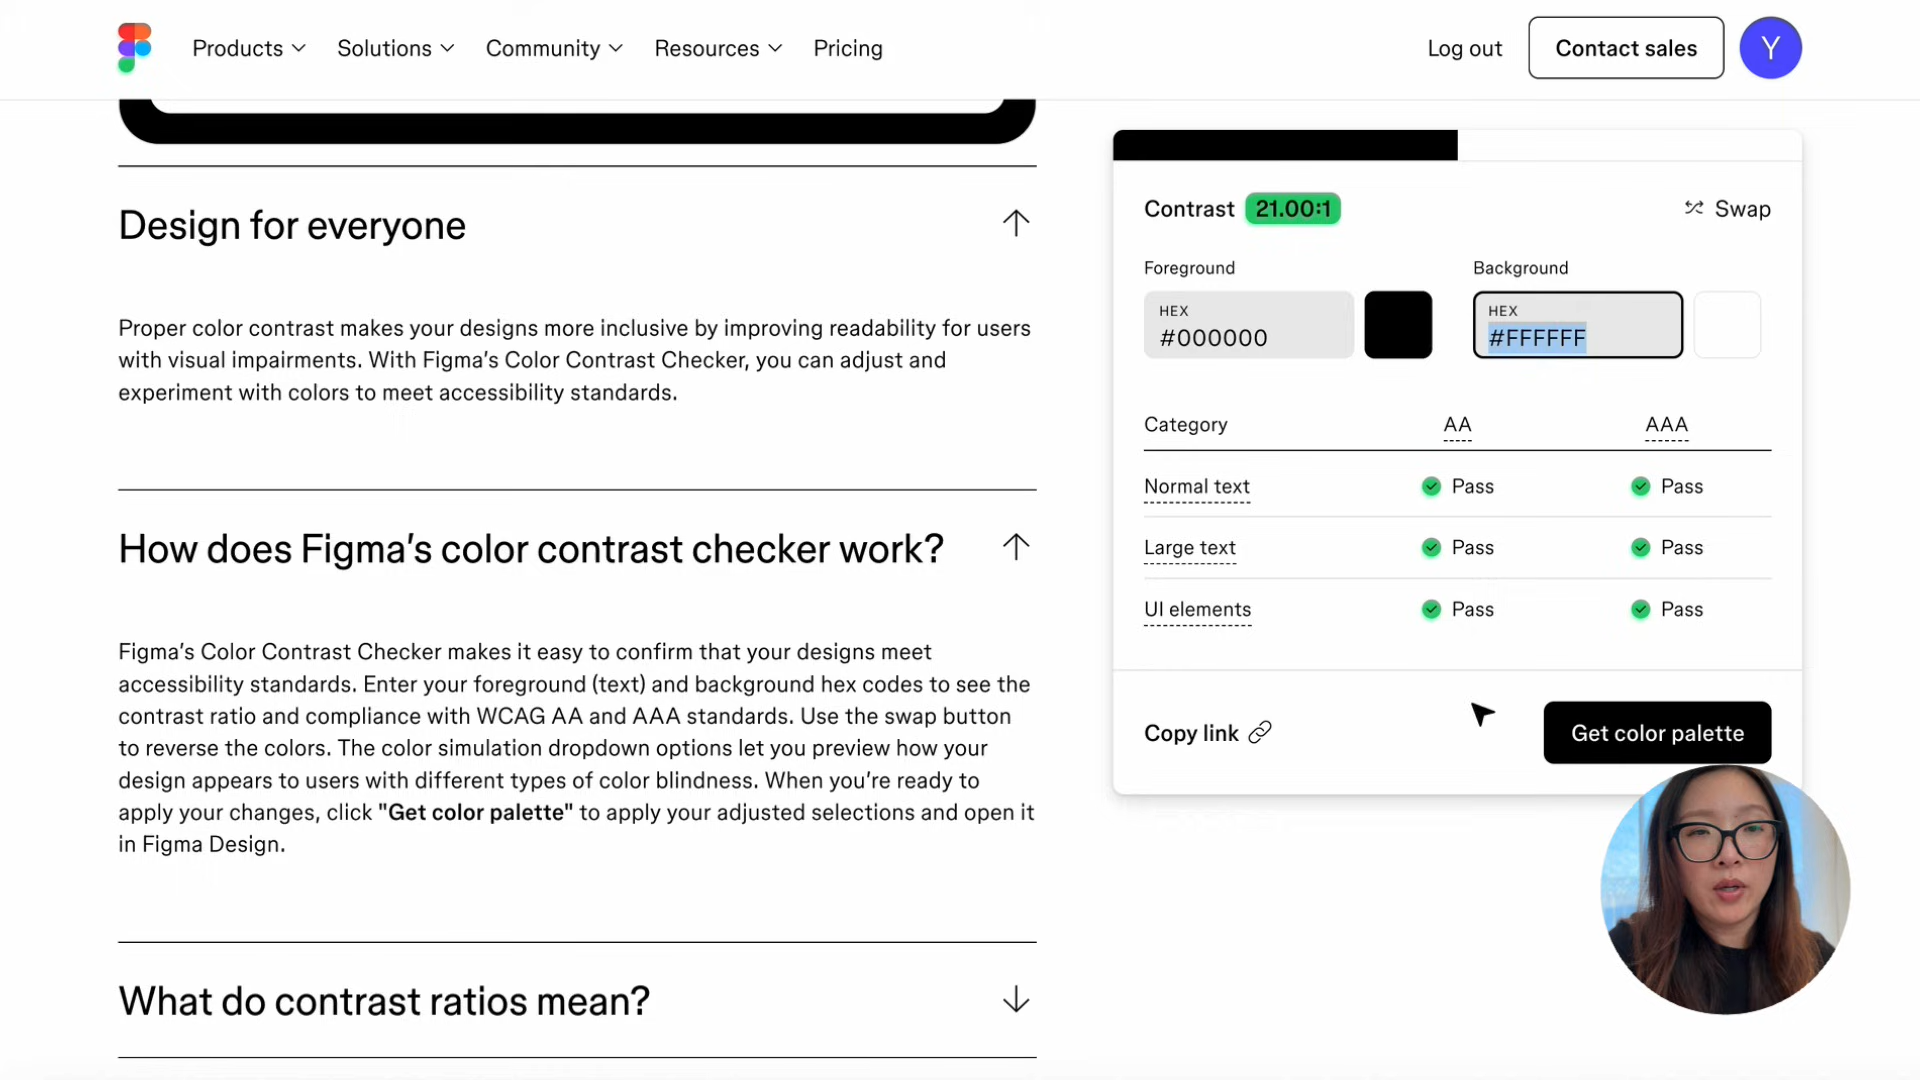 Products
Solutions
Community
Resources
Pricing
Log out
Contact sales
Y
Design for everyone
Proper color contrast makes your designs more inclusive by improving readability for users
with visual impairments. With Figma’s Color Contrast Checker, you can adjust and
experiment with colors to meet accessibility standards.
How does Figma’s color contrast checker work?
Figma’s Color Contrast Checker makes it easy to confirm that your designs meet
accessibility standards. Enter your foreground (text) and background hex codes to see the
contrast ratio and compliance with WCAG AA and AAA standards. Use the swap button
to reverse the colors. The color simulation dropdown options let you preview how your
design appears to users with different types of color blindness. When you’re ready to
apply your changes, click "Get color palette" to apply your adjusted selections and open it
in Figma Design.
What do contrast ratios mean?
Contrast 21.00:1
Swap
Foreground
Background
HEX
#000000
HEX
#FFFFFF
Category AA AAA
Normal text Pass Pass
Large text Pass Pass
UI elements Pass Pass
Copy link
Get color palette